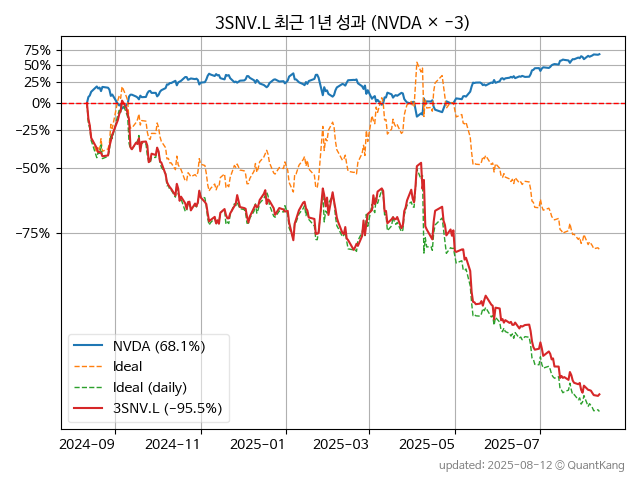 3SNV.L 최근 1년 성과 (NVDA × −3)
75%
50%
25%
0%
−25%
−50%
−75%
NVDA (68.1%)
Ideal
Ideal (daily)
3SNV.L (−95.5%)
2024−09
2024−11
2025−01
2025−03
2025−05
2025−07
updated: 2025−08−12 © QuantKang